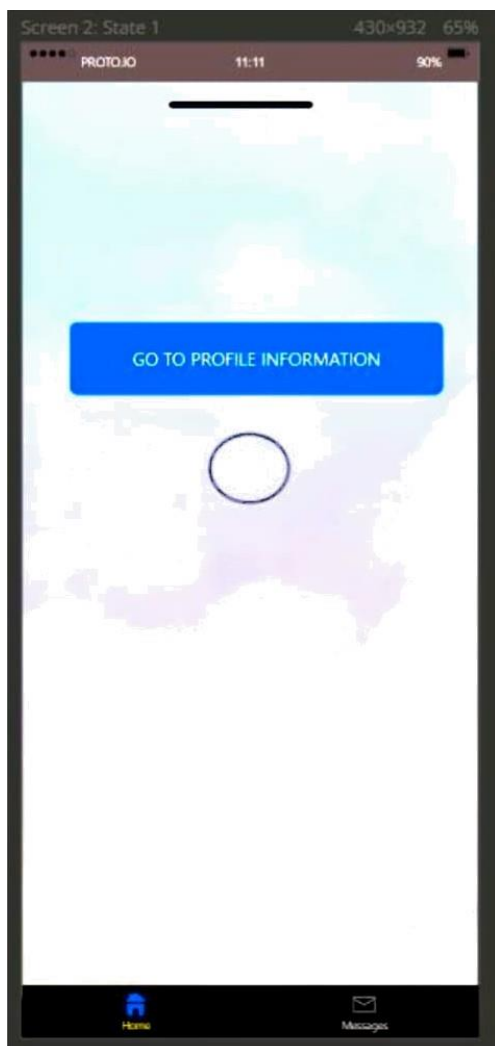 Screen 2: State 1 430×932 65%
PROTO.IO 11:11 90%
GO TO PROFILE INFORMATION
Home Messages